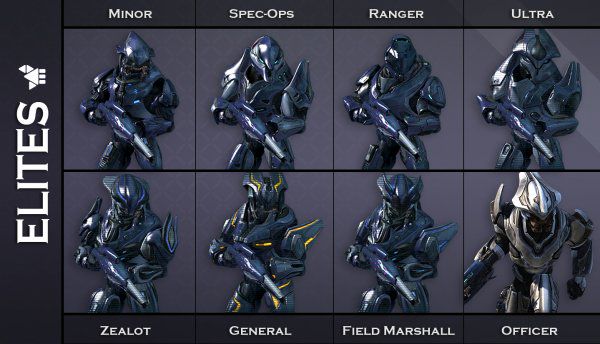 ELITES
MINOR
SPEC-OPS
RANGER
ULTRA
ZEALOT
GENERAL
FIELD MARSHALL
OFFICER